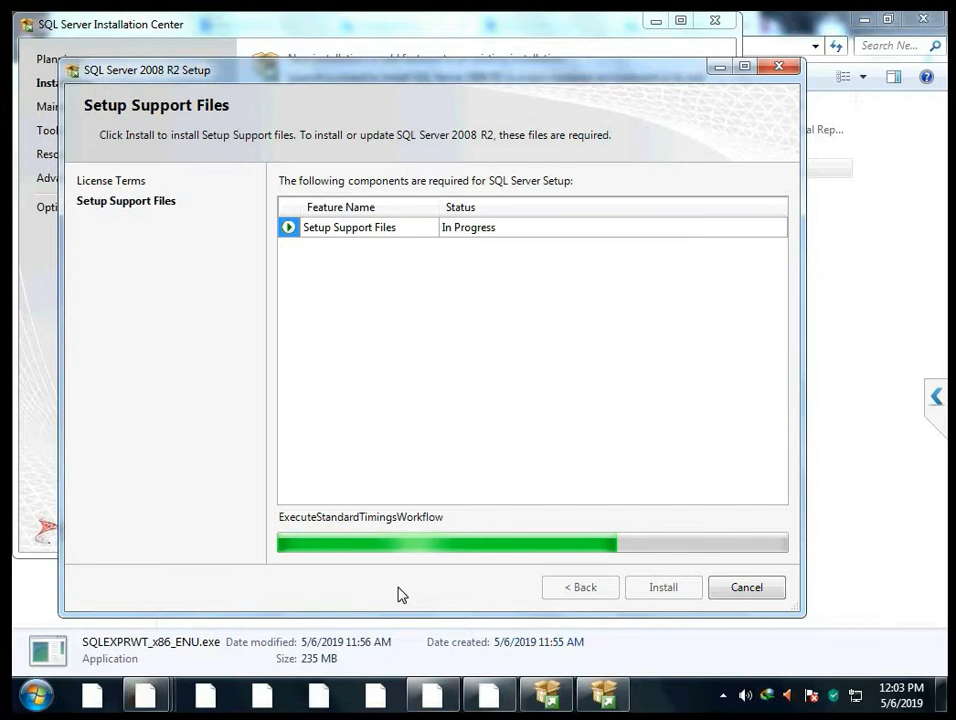 SQL Server Installation Center
Search Ne...
SQL Server 2008 R2 Setup
Setup Support Files
Click Install to install Setup Support files. To install or update SQL Server 2008 R2, these files are required.
al Rep...
License Terms
Setup Support Files
The following components are required for SQL Server Setup:
Feature Name Status
Setup Support Files In Progress
ExecuteStandardTimingsWorkflow
< Back Install Cancel
SQLEXPRWT_x86_ENU.exe Date modified: 5/6/2019 11:56 AM Date created: 5/6/2019 11:55 AM
Application Size: 235 MB
12:03 PM
5/6/2019